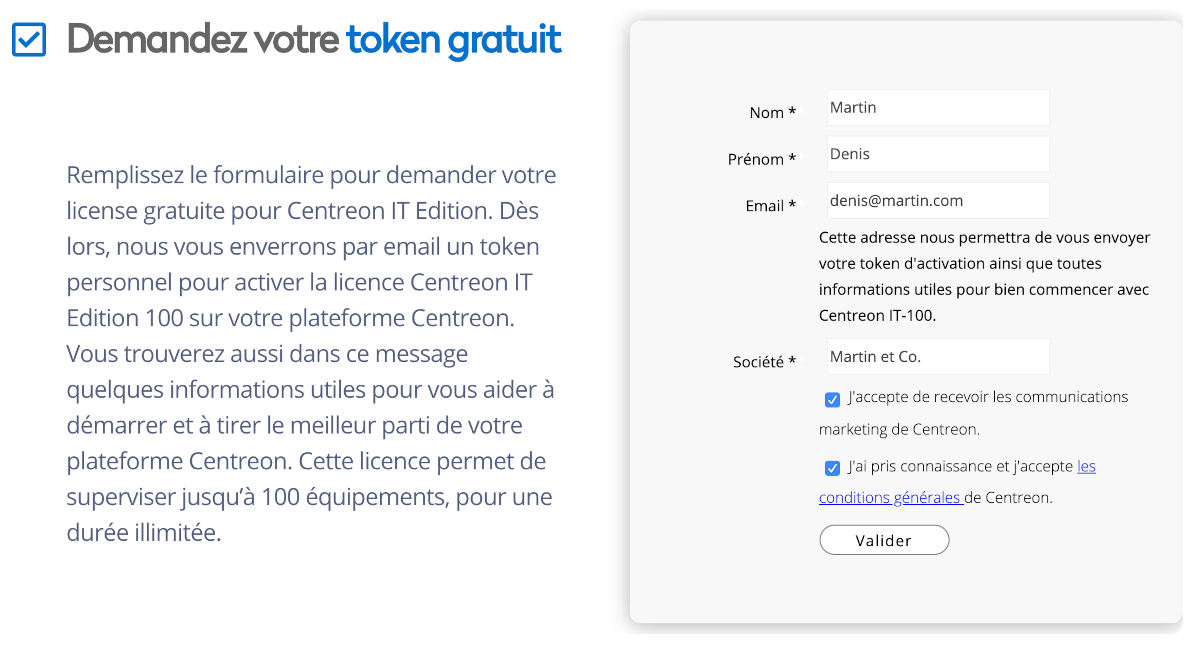 Demandez votre token gratuit
Remplissez le formulaire pour demander votre
license gratuite pour Centreon IT Edition. Dès
lors, nous vous enverrons par email un token
personnel pour activer la licence Centreon IT
Edition 100 sur votre plateforme Centreon.
Vous trouverez aussi dans ce message
quelques informations utiles pour vous aider à
démarrer et à tirer le meilleur parti de votre
plateforme Centreon. Cette licence permet de
superviser jusqu’à 100 équipements, pour une
durée illimitée.
Nom * Martin
Prénom * Denis
Email * denis@martin.com
Cette adresse nous permettra de vous envoyer
votre token d'activation ainsi que toutes
informations utiles pour bien commencer avec
Centreon IT-100.
Société * Martin et Co.
J'accepte de recevoir les communications
marketing de Centreon.
J'ai pris connaissance et j'accepte les
conditions générales de Centreon.
Valider